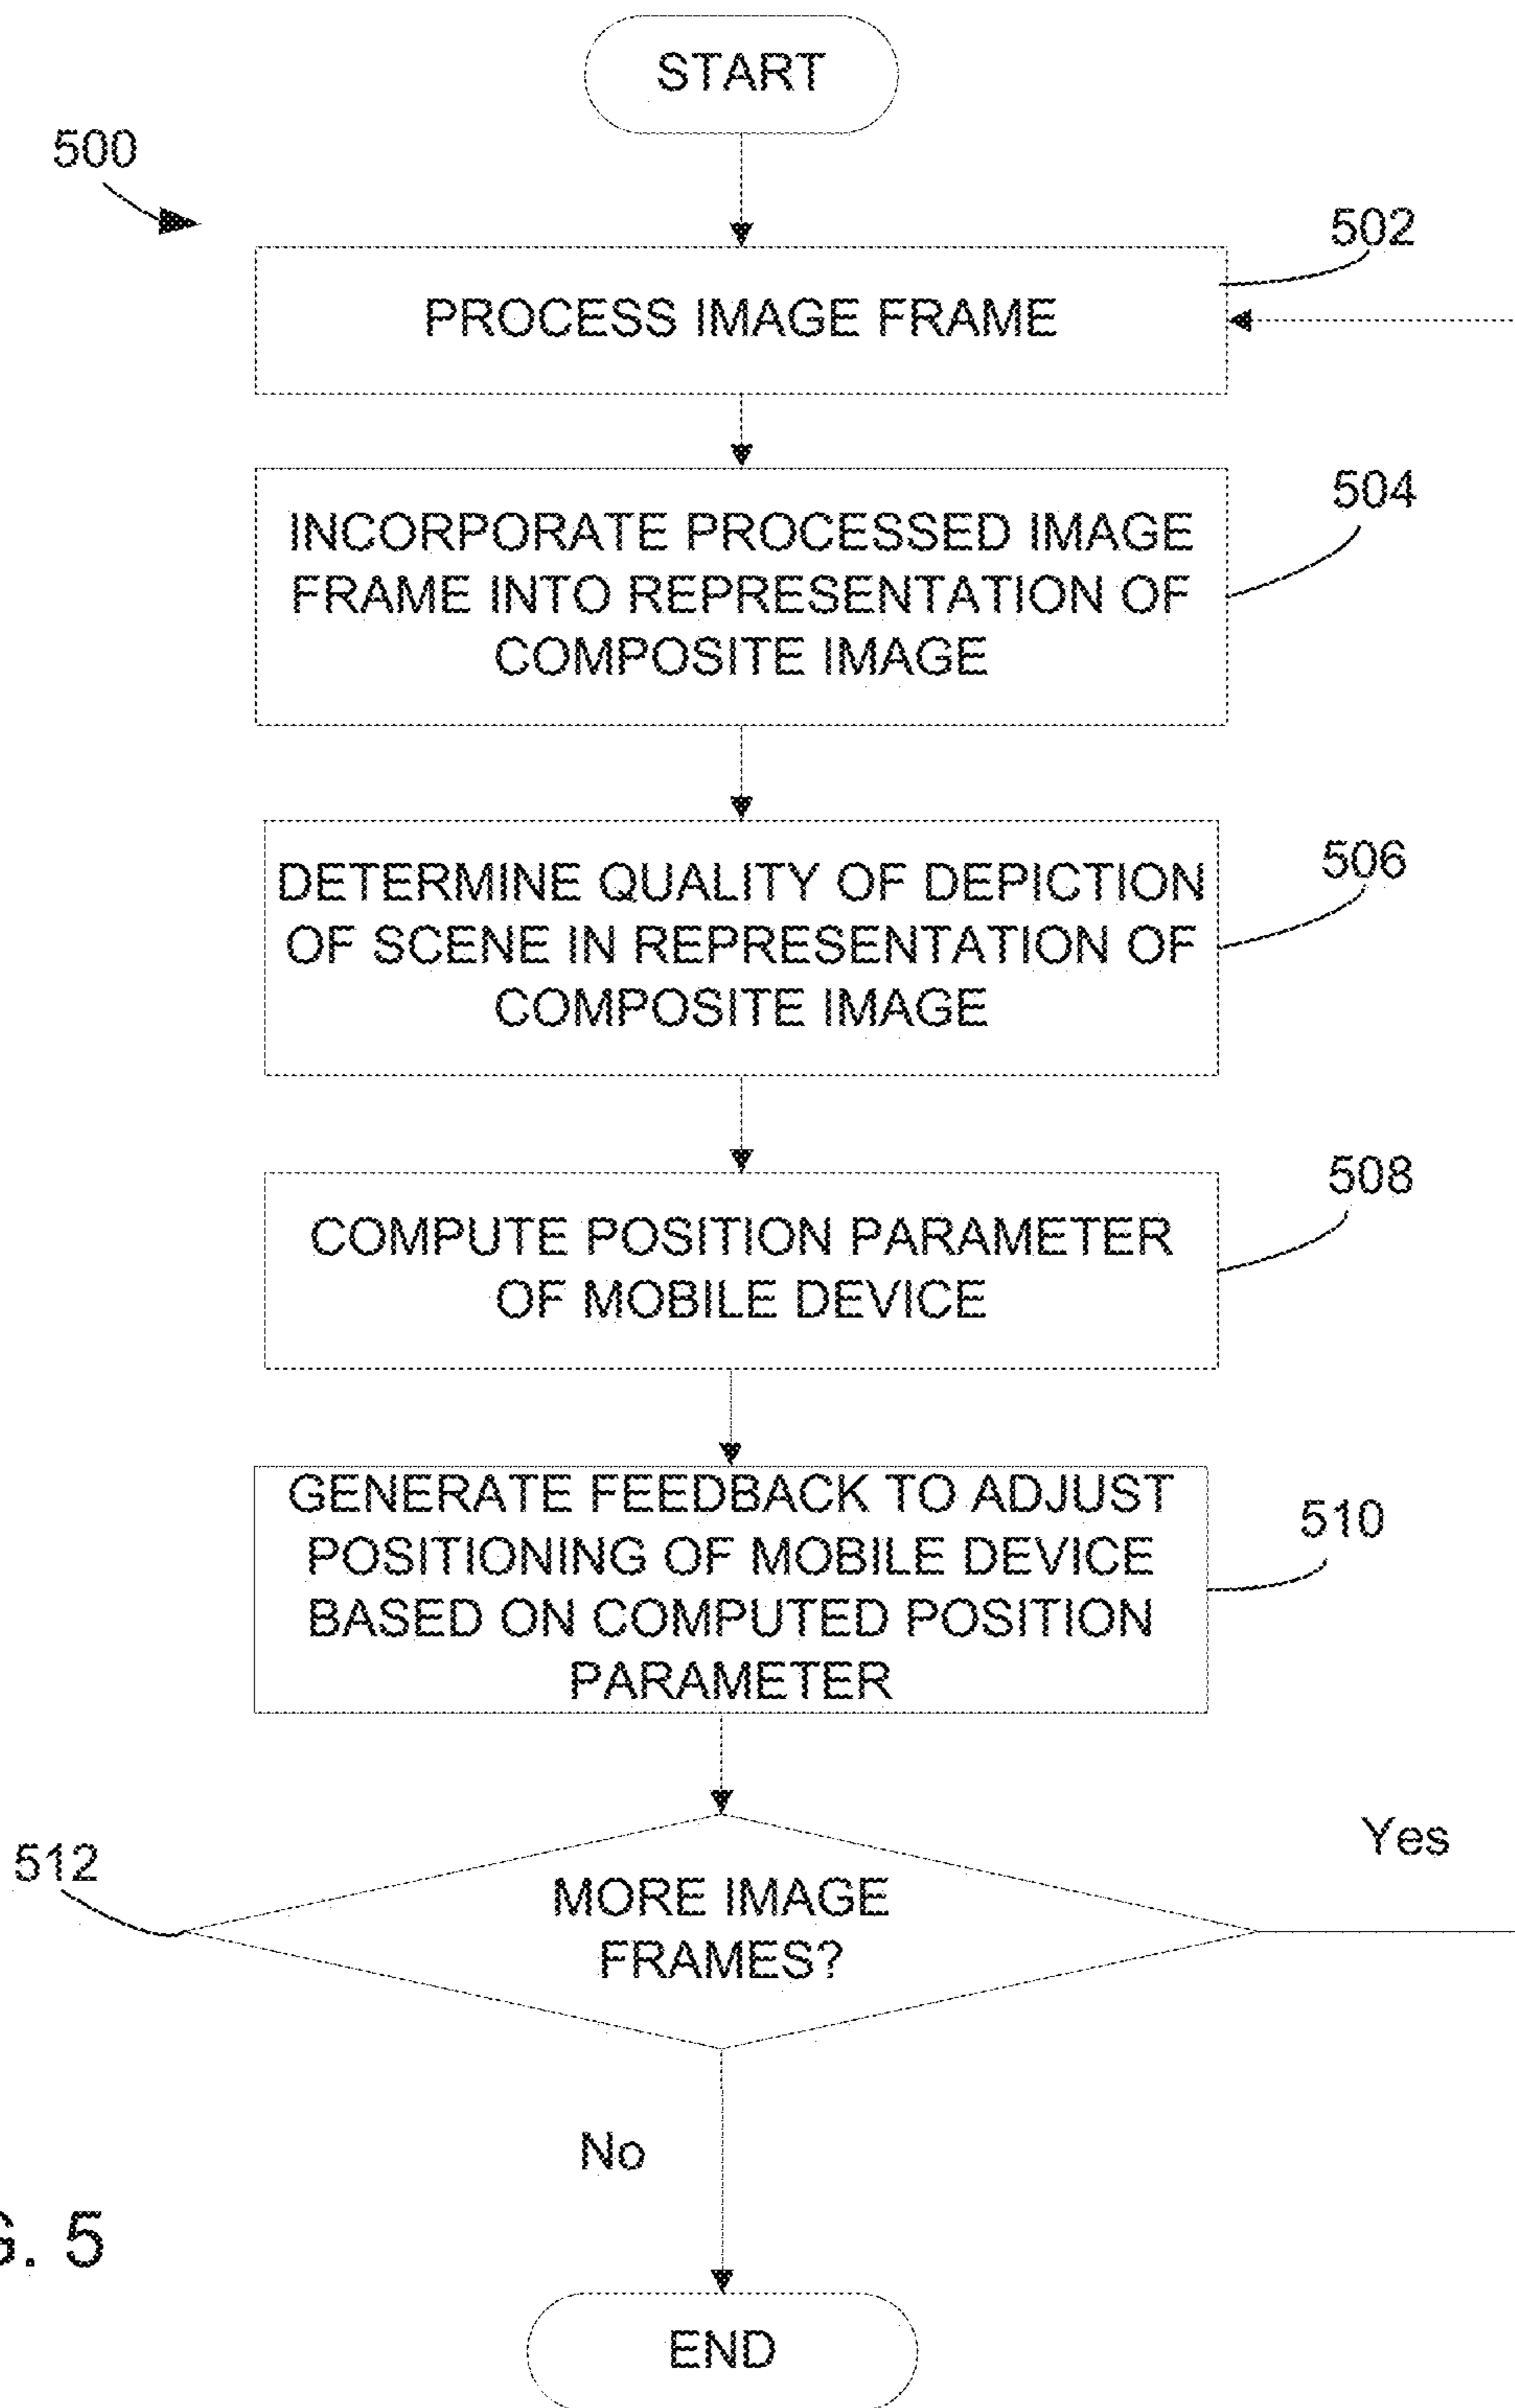 START
500
502
PROCESS IMAGE FRAME
504
INCORPORATE PROCESSED IMAGE
FRAME INTO REPRESENTATION OF
COMPOSITE IMAGE
506
DETERMINE QUALITY OF DEPICTION
OF SCENE IN REPRESENTATION OF
COMPOSITE IMAGE
508
COMPUTE POSITION PARAMETER
OF MOBILE DEVICE
510
GENERATE FEEDBACK TO ADJUST
POSITIONING OF MOBILE DEVICE
BASED ON COMPUTED POSITION
PARAMETER
512
MORE IMAGE
FRAMES?
Yes
No
G. 5
END